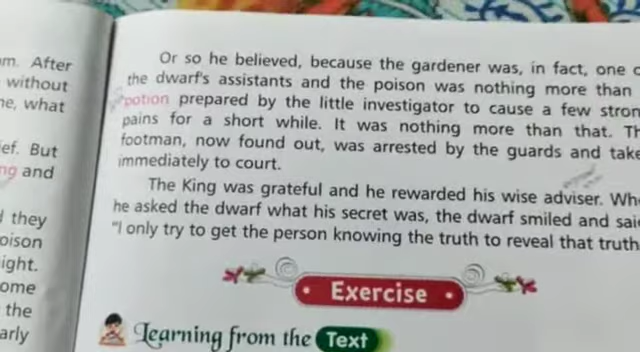 m. After
without
e, what
ef. But
ng and
they
oison
ight.
ome
the
arly
Or so he believed, because the gardener was, in fact, one
the dwarf's assistants and the poison was nothing more than
potion prepared by the little investigator to cause a few stron
pains for a short while. It was nothing more than that. Th
footman, now found out, was arrested by the guards and take
immediately to court.
The King was grateful and he rewarded his wise adviser. Whe
he asked the dwarf what his secret was, the dwarf smiled and said
"I only try to get the person knowing the truth to reveal that truth
Exercise
Learning from the Text